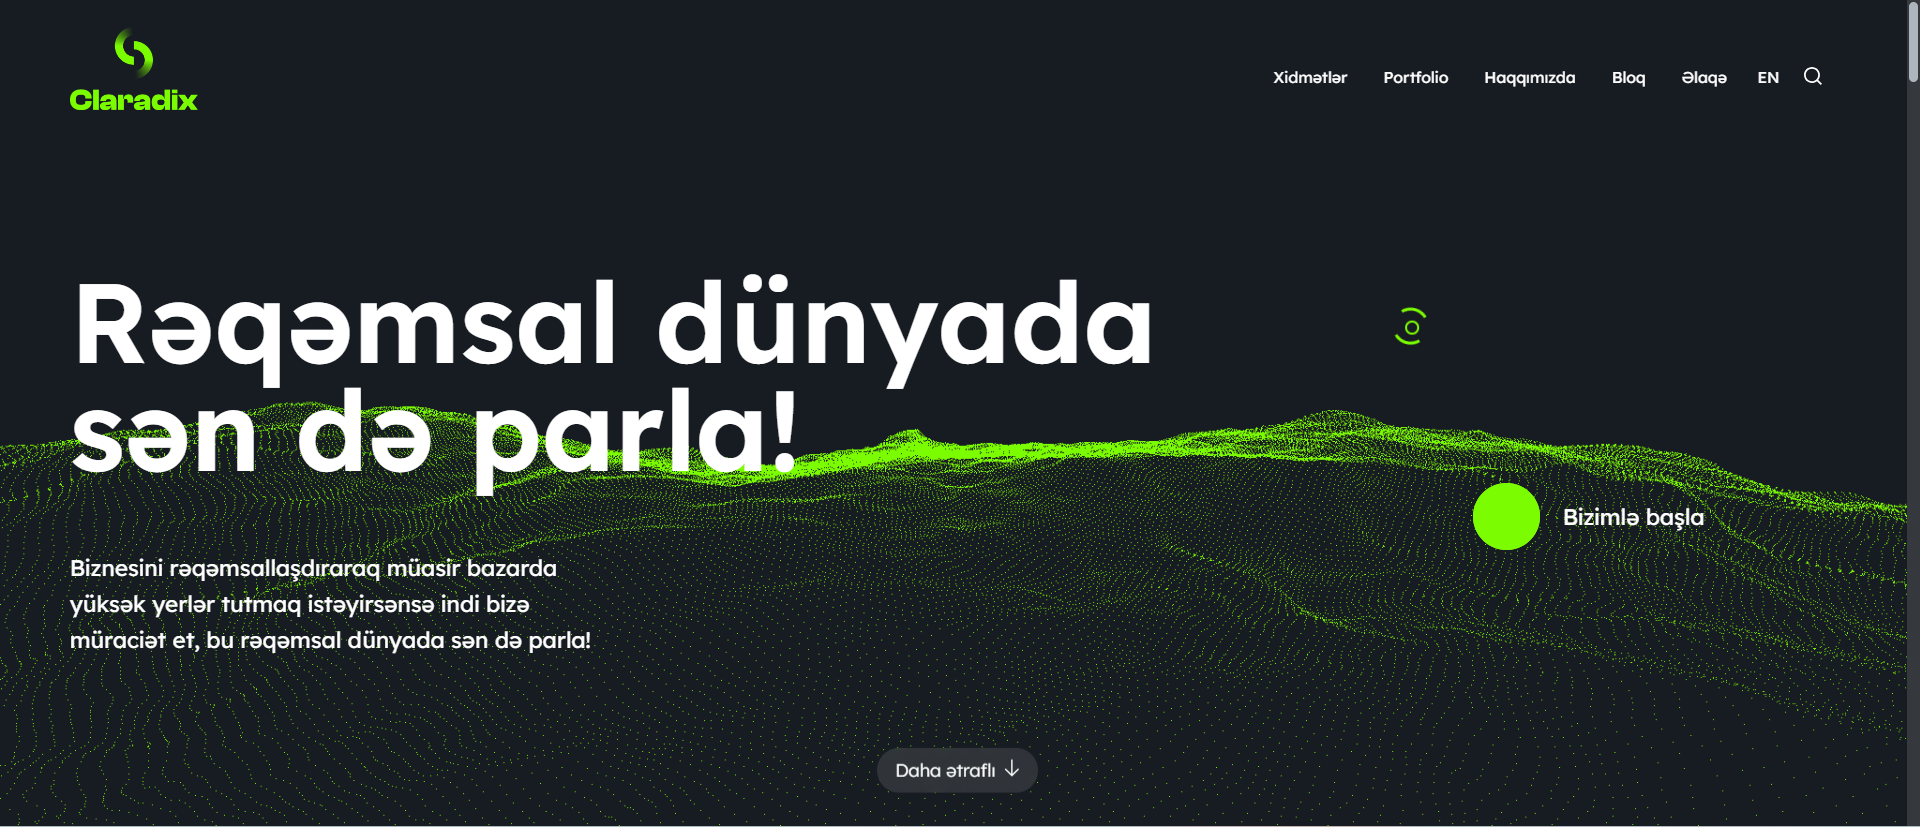 Claradix
Xidmətlər
Portfolio
Haqqımızda
Bloq
Əlaqə
EN
Rəqəmsal dünyada
sən də parla!
Bizimlə başla
Biznesini rəqəmsallaşdıraraq müasir bazarda
yüksək yerlər tutmaq istəyirsənsə indi bizə
müraciət et, bu rəqəmsal dünyada sən də parla!
Daha ətraflı